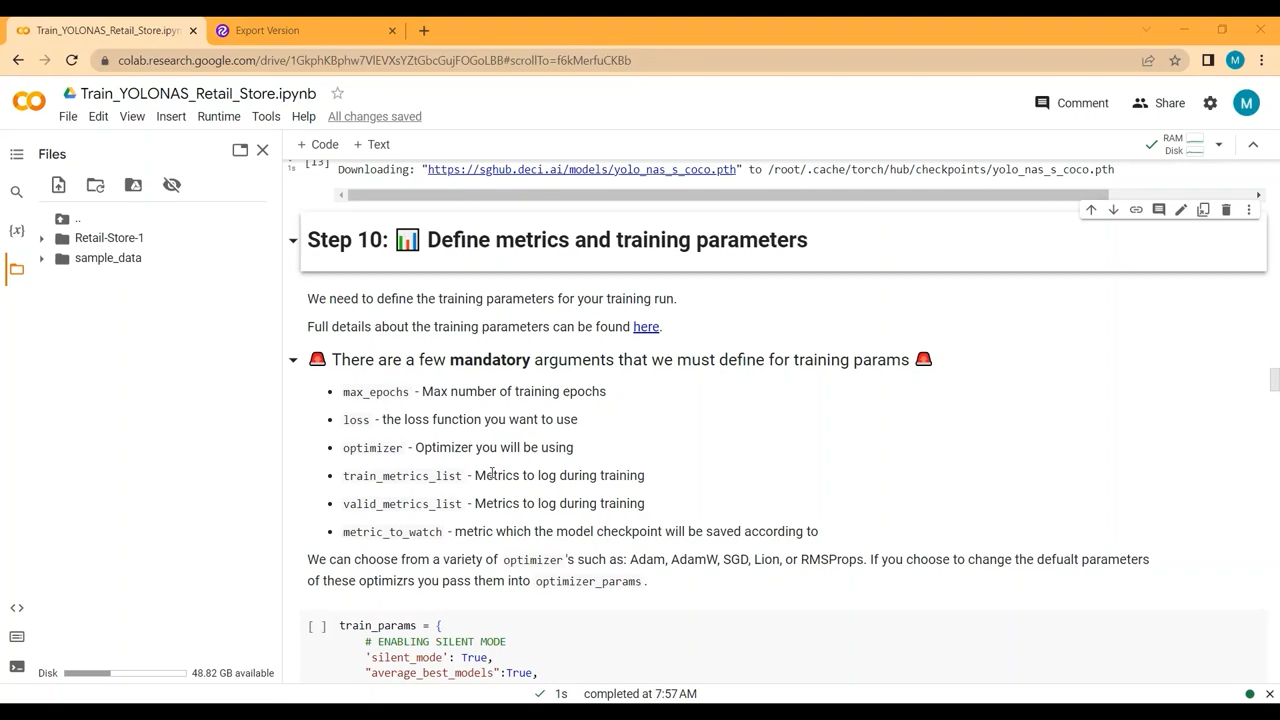 Train_YOLONAS_Retail_Store.ipyn
Export Version
colab.research.google.com/drive/1GkphKBphw7VlEVXsYZtGbcGujFOGoLBB#scrollTo=f6kMerfuCKBb
M
Train_YOLONAS_Retail_Store.ipynb
File Edit View Insert Runtime Tools Help All changes saved
Comment
Share
M
Files
+ Code + Text
RAM
Disk
..
Retail-Store-1
sample_data
[13]
1s
Downloading: "https://sghub.deci.ai/models/yolo_nas_s_coco.pth" to /root/.cache/torch/hub/checkpoints/yolo_nas_s_coco.pth
Step 10: 📊 Define metrics and training parameters
We need to define the training parameters for your training run.
Full details about the training parameters can be found here.
🚨 There are a few mandatory arguments that we must define for training params 🚨
• max_epochs - Max number of training epochs
• loss - the loss function you want to use
• optimizer - Optimizer you will be using
• train_metrics_list - Metrics to log during training
• valid_metrics_list - Metrics to log during training
• metric_to_watch - metric which the model checkpoint will be saved according to
We can choose from a variety of optimizer 's such as: Adam, AdamW, SGD, Lion, or RMSProps. If you choose to change the defualt parameters
of these optimizrs you pass them into optimizer_params .
[ ] train_params = {
# ENABLING SILENT MODE
'silent_mode': True,
"average_best_models":True,
Disk 48.82 GB available
1s completed at 7:57 AM